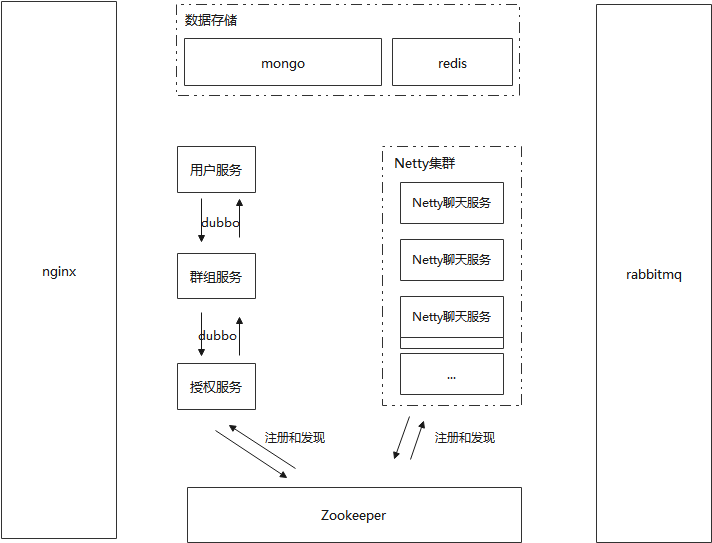 数据存储
mongo
redis
nginx
用户服务
dubbo
群组服务
dubbo
授权服务
Netty集群
Netty聊天服务
Netty聊天服务
Netty聊天服务
...
rabbitmq
注册和发现
注册和发现
Zookeeper